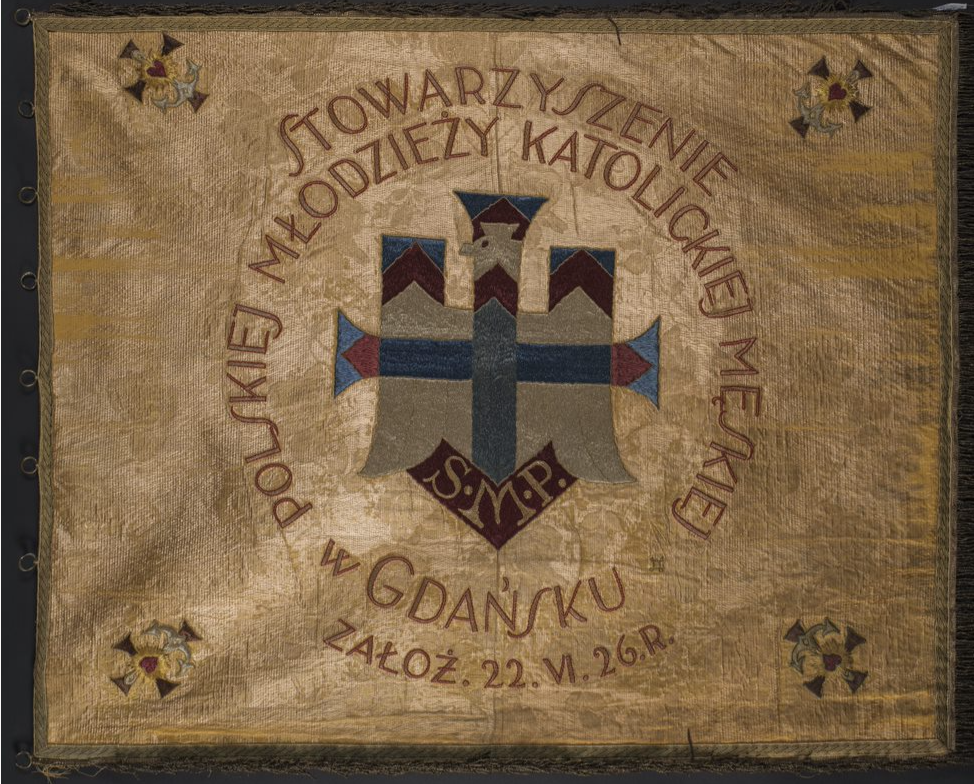 STOWARZYSZENIE
POLSKIEJ MŁODZIEŻY KATOLICKIEJ MĘSKIEJ
S.M.P.
W GDAŃSKU
ZAŁOŻ. 22. VI. 26. R.